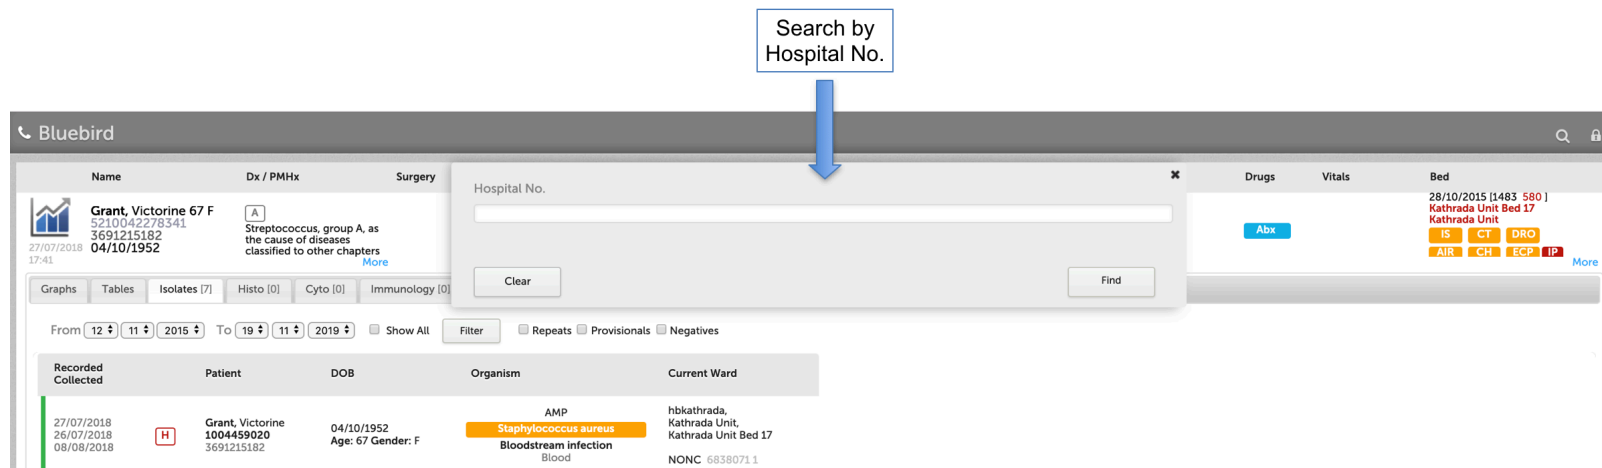 Search by
Hospital No.
Bluebird
Name Dx / PMHx Surgery Drugs Vitals Bed
Hospital No.
Grant, Victorine 67 F
5210042278341
3691215182
04/10/1952
27/07/2018
17:41
A
Streptococcus, group A, as
the cause of diseases
classified to other chapters
More
Abx
28/10/2015 [1483 580 ]
Kathrada Unit Bed 17
Kathrada Unit
IS CT DRO
AIR CH ECP IP
More
Clear Find
Graphs Tables Isolates [7] Histo [0] Cyto [0] Immunology [0]
From 12 11 2015 To 19 11 2019 Show All Filter Repeats Provisionals Negatives
Recorded
Collected
Patient DOB Organism Current Ward
27/07/2018
26/07/2018
08/08/2018
H
Grant, Victorine
1004459020
3691215182
04/10/1952
Age: 67 Gender: F
AMP
Staphylococcus aureus
Bloodstream infection
Blood
hbkathrada,
Kathrada Unit,
Kathrada Unit Bed 17
NONC 68380711